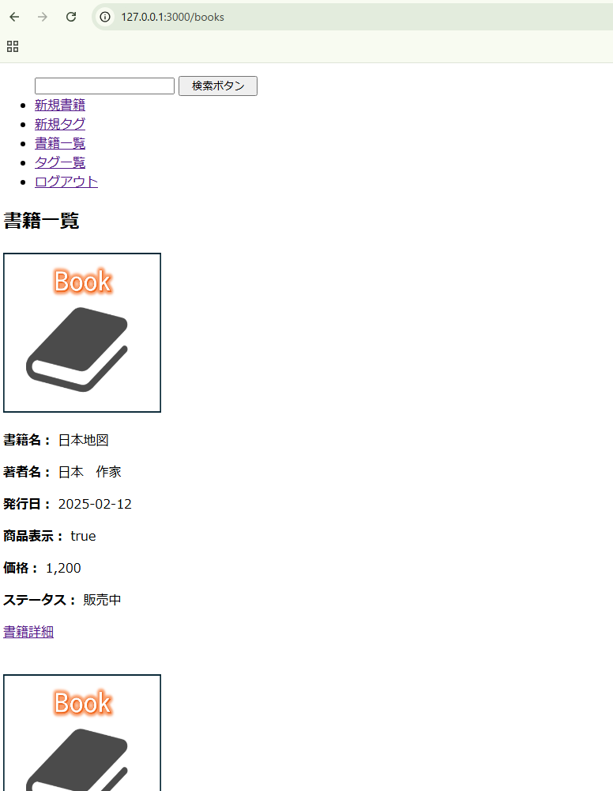 127.0.0.1:3000/books
検索ボタン
新規書籍
新規タグ
書籍一覧
タグ一覧
ログアウト
書籍一覧
Book
書籍名： 日本地図
著者名： 日本　作家
発行日： 2025-02-12
商品表示： true
価格： 1,200
ステータス： 販売中
書籍詳細
Book